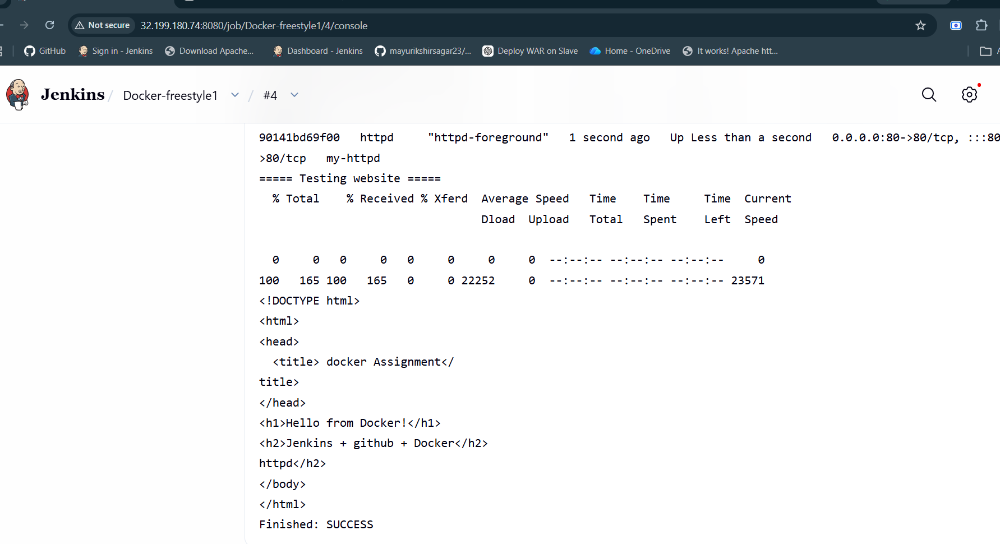 Not secure 32.199.180.74:8080/job/Docker-freestyle1/4/console
GitHub Sign in - Jenkins Download Apache... Dashboard - Jenkins mayurikshirsagar23/... Deploy WAR on Slave Home - OneDrive It works! Apache htt...
Jenkins / Docker-freestyle1 / #4
90141bd69f00 httpd "httpd-foreground" 1 second ago Up Less than a second 0.0.0.0:80->80/tcp, :::80
>80/tcp my-httpd
===== Testing website =====
% Total % Received % Xferd Average Speed Time Time Time Current
Dload Upload Total Spent Left Speed
0 0 0 0 0 0 0 0 --:--:-- --:--:-- --:--:-- 0
100 165 100 165 0 0 22252 0 --:--:-- --:--:-- --:--:-- 23571
<!DOCTYPE html>
<html>
<head>
<title> docker Assignment</
title>
</head>
<h1>Hello from Docker!</h1>
<h2>Jenkins + github + Docker</h2>
httpd</h2>
</body>
</html>
Finished: SUCCESS